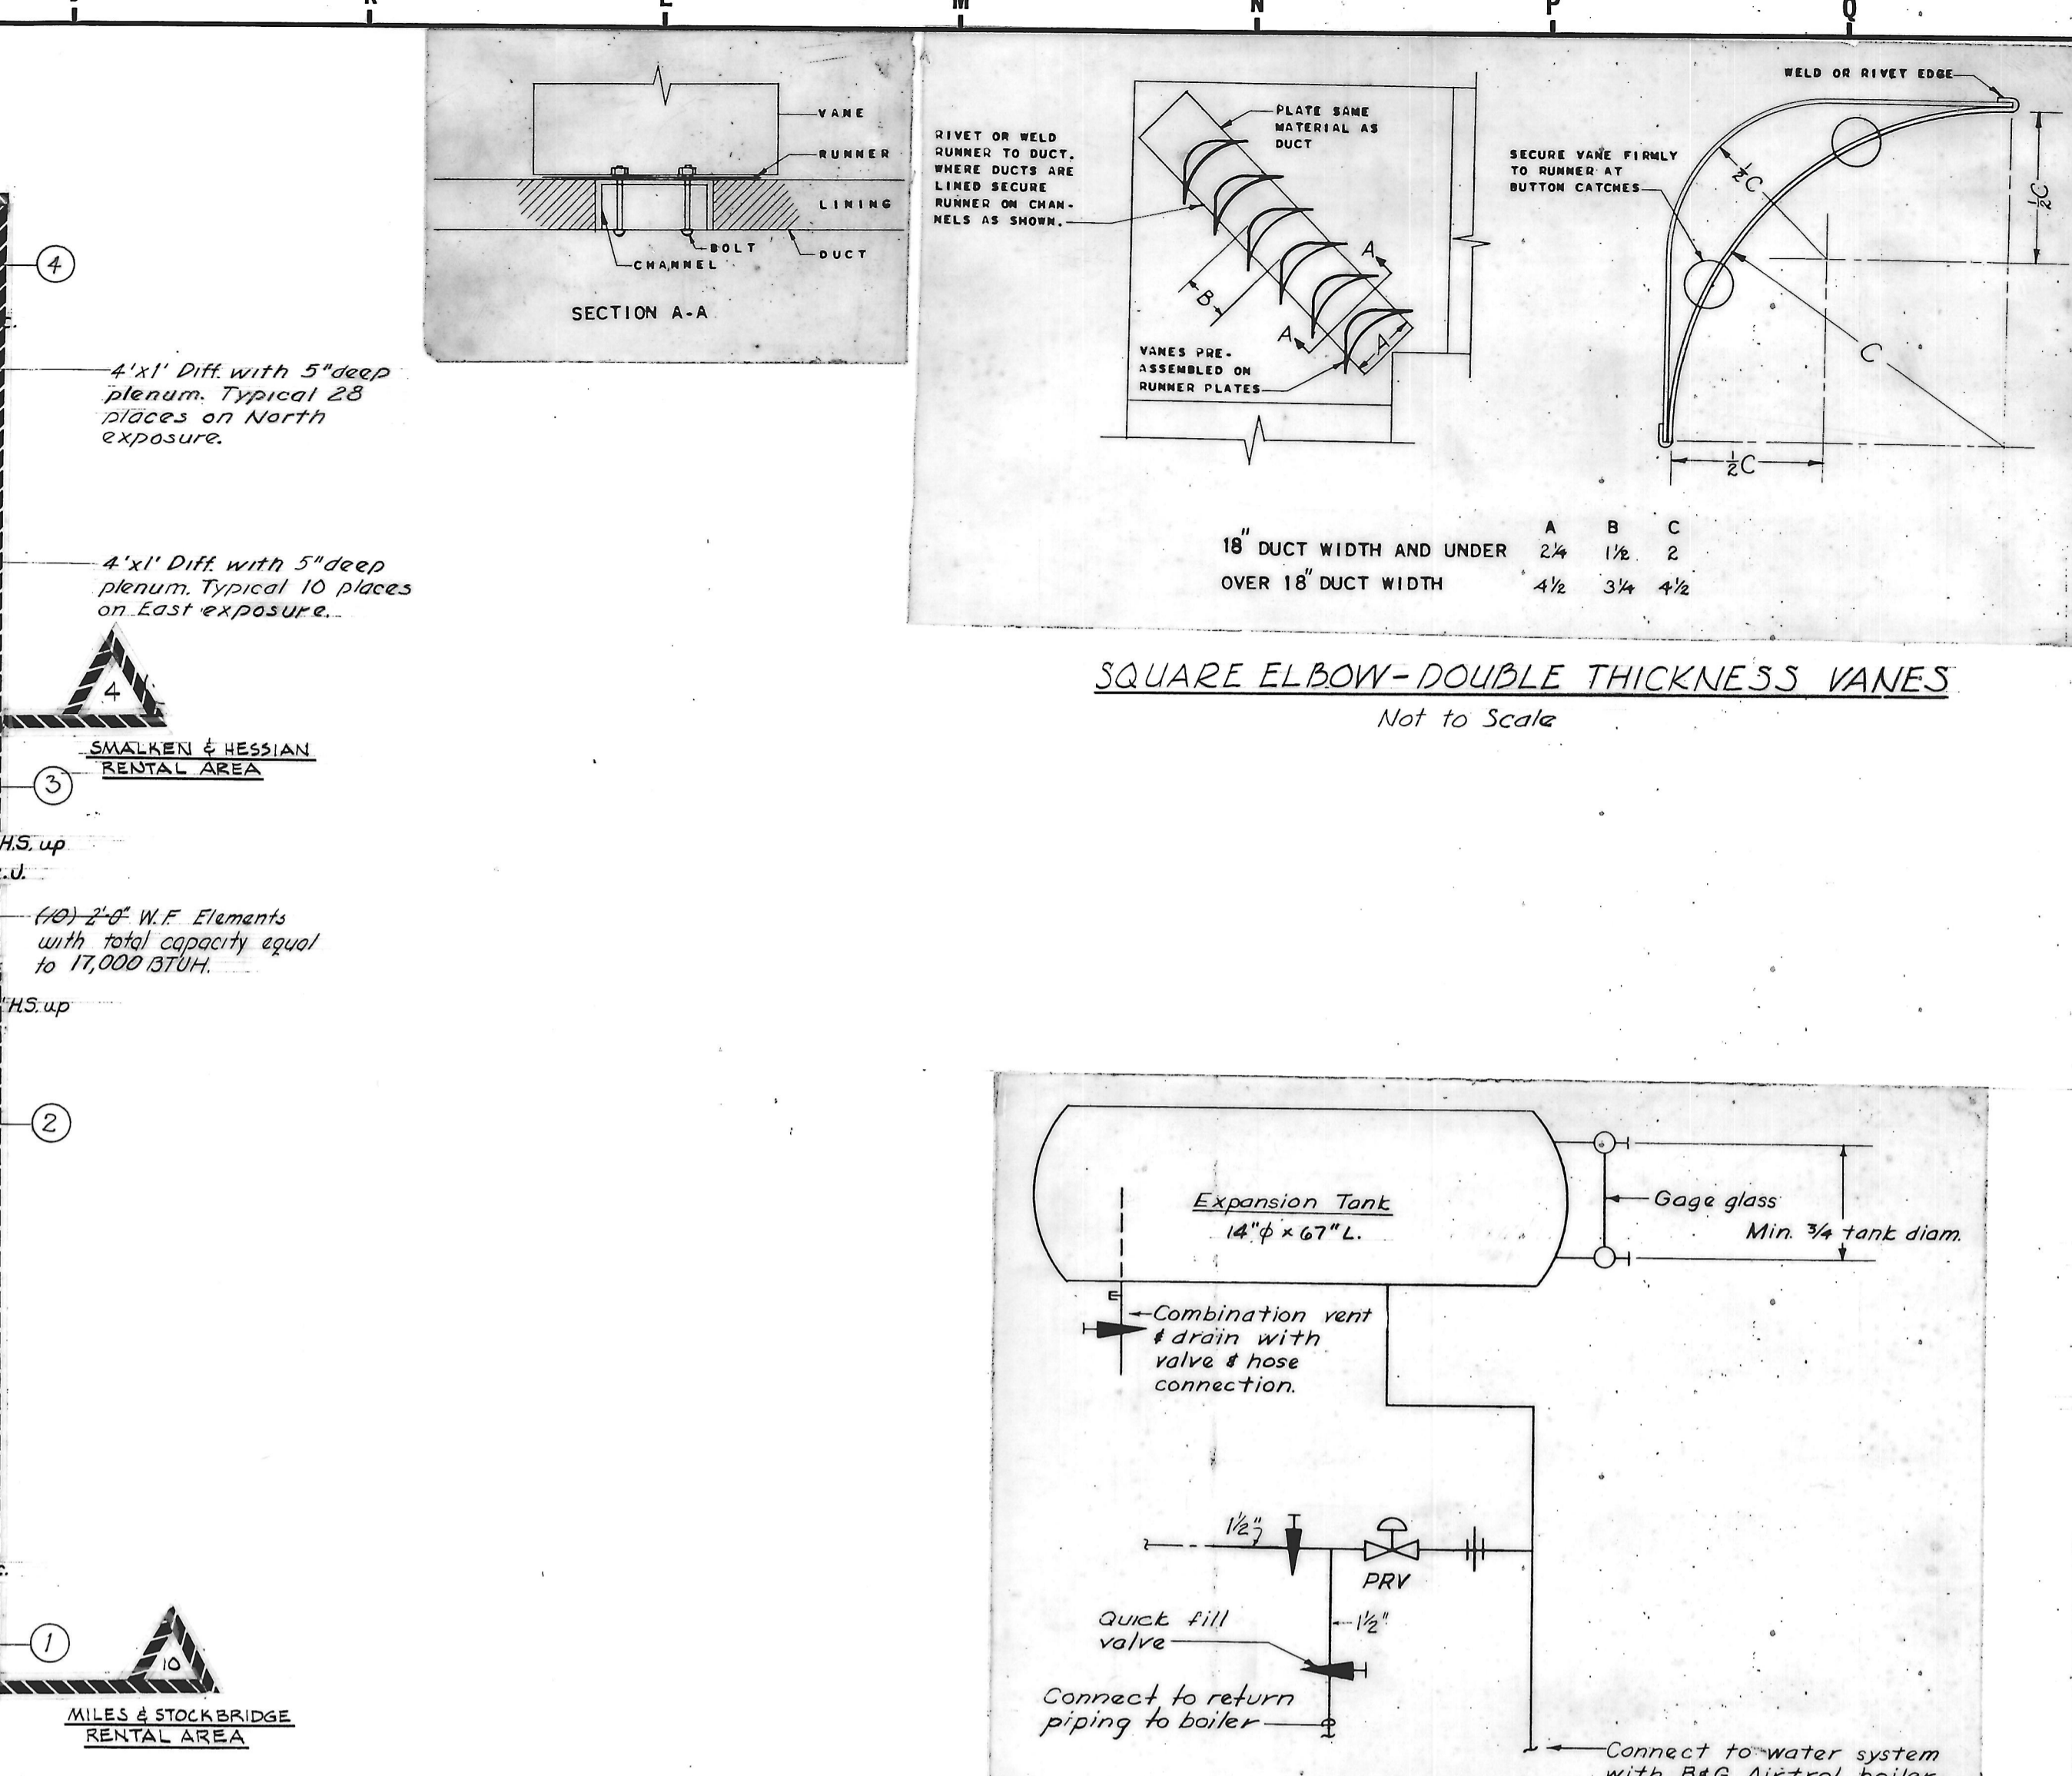 J K L M N P Q
VANE
RUNNER
LINING
BOLT
DUCT
CHANNEL
SECTION A-A
RIVET OR WELD
RUNNER TO DUCT.
WHERE DUCTS ARE
LINED SECURE
RUNNER ON CHAN-
NELS AS SHOWN.
PLATE SAME
MATERIAL AS
DUCT
A
B
A
A
VANES PRE-
ASSEMBLED ON
RUNNER PLATES
WELD OR RIVET EDGE
SECURE VANE FIRMLY
TO RUNNER AT
BUTTON CATCHES
½C
½C
C
½C
A B C
18" DUCT WIDTH AND UNDER 2¼ 1½ 2
OVER 18" DUCT WIDTH 4½ 3¼ 4½
SQUARE ELBOW-DOUBLE THICKNESS VANES
Not to Scale
4
4'x1' Diff. with 5" deep
plenum. Typical 28
places on North
exposure.
4'x1' Diff. with 5" deep
plenum. Typical 10 places
on East exposure.
4
SMALKEN & HESSIAN
RENTAL AREA
3
H.S. up
.U.
(10) 2'-0" W.F. Elements
with total capacity equal
to 17,000 BTUH.
"H.S. up
2
1
10
MILES & STOCKBRIDGE
RENTAL AREA
Expansion Tank
14"ϕ x 67" L.
Gage glass
Min. ¾ tank diam.
Combination vent
& drain with
valve & hose
connection.
1½"
PRV
Quick fill
valve
1½"
Connect to return
piping to boiler
Connect to water system
with B&G Airtrol boiler